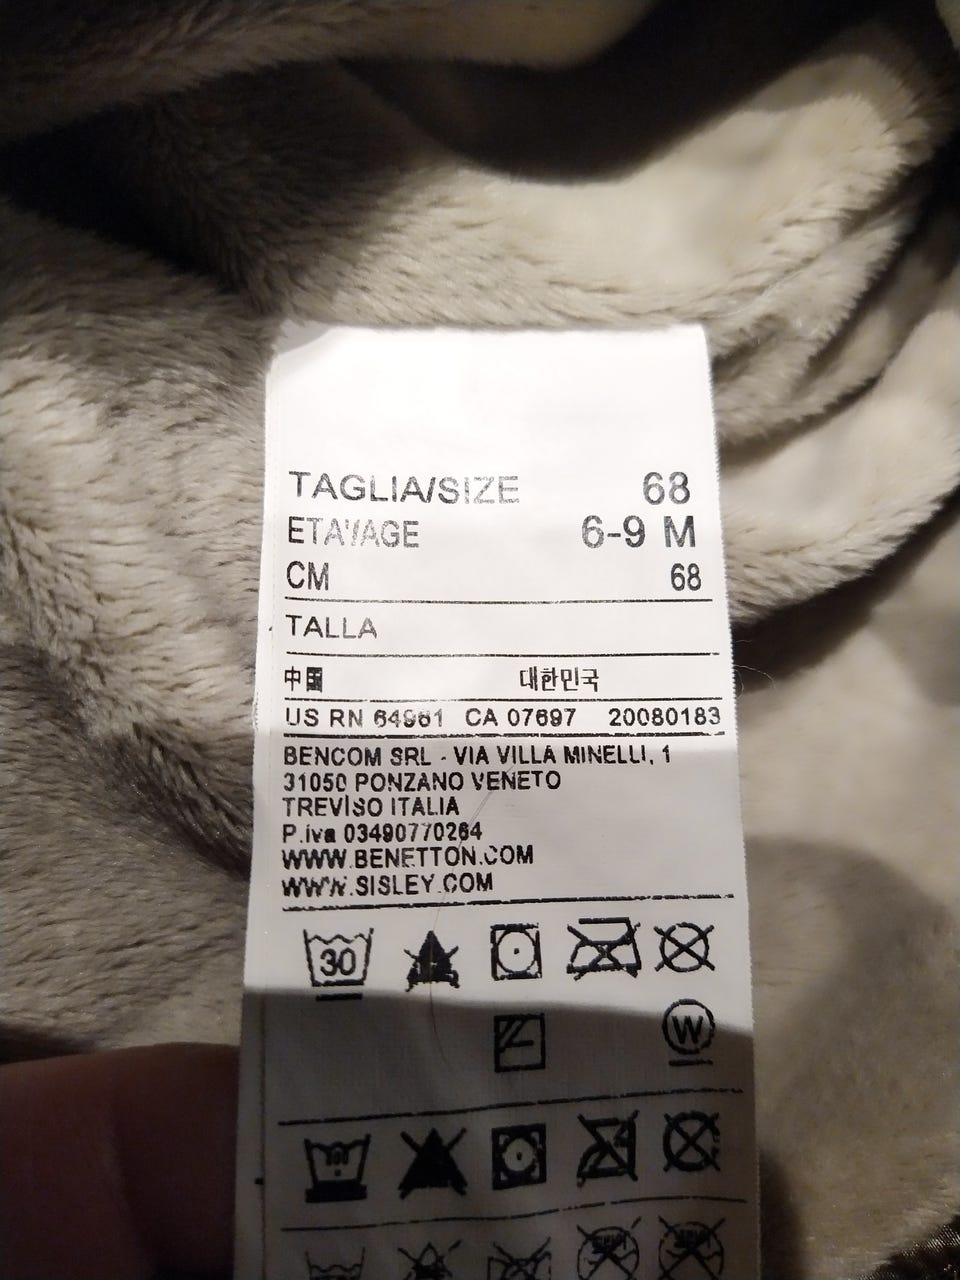 TAGLIA/SIZE 68
ETA'/AGE 6-9 M
CM 68
TALLA
中国 대한민국
US RN 64981 CA 07697 20080183
BENCOM SRL - VIA VILLA MINELLI, 1
31050 PONZANO VENETO
TREVISO ITALIA
P.iva 03490770264
WWW.BENETTON.COM
WWW.SISLEY.COM
30
W